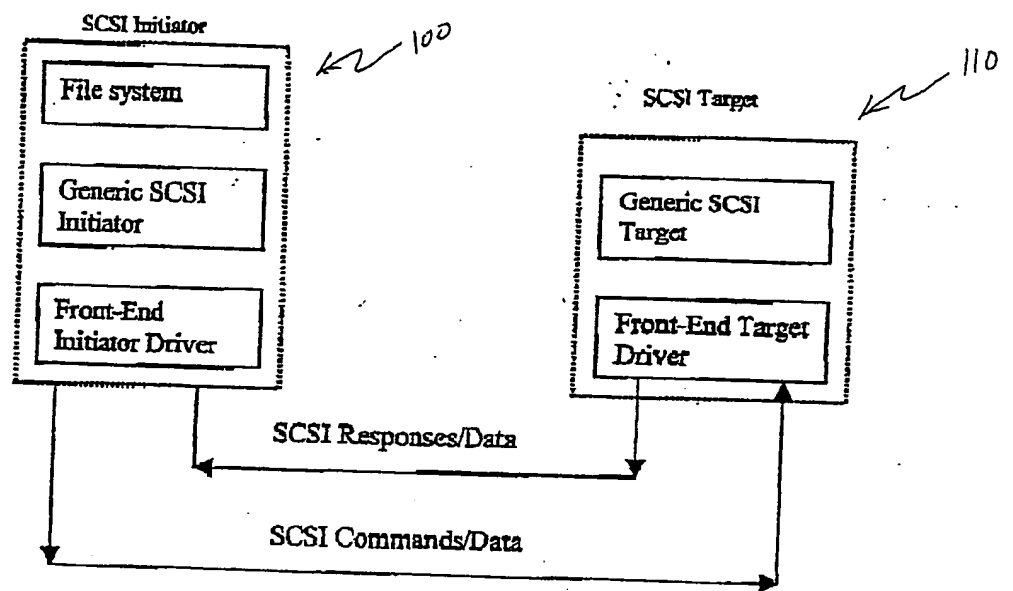 SCSI Initiator
100
File system
Generic SCSI
Initiator
Front-End
Initiator Driver
SCSI Target
110
Generic SCSI
Target
Front-End Target
Driver
SCSI Responses/Data
SCSI Commands/Data